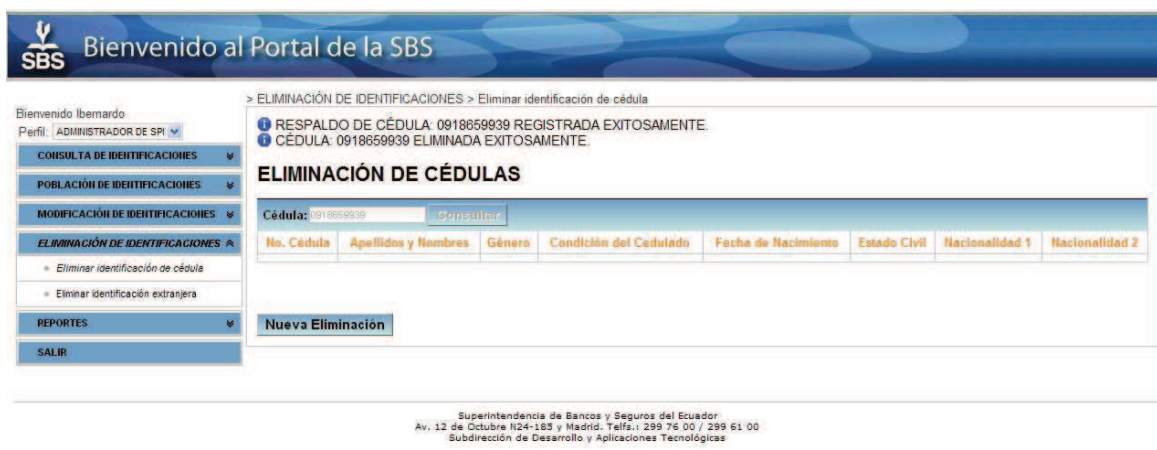 SBS
Bienvenido al Portal de la SBS
Bienvenido lbernardo
Perfil: ADMINISTRADOR DE SPI
CONSULTA DE IDENTIFICACIONES
POBLACIÓN DE IDENTIFICACIONES
MODIFICACIÓN DE IDENTIFICACIONES
ELIMINACIÓN DE IDENTIFICACIONES
Eliminar identificación de cédula
Eliminar identificación extranjera
REPORTES
SALIR
> ELIMINACIÓN DE IDENTIFICACIONES > Eliminar identificación de cédula
RESPALDO DE CÉDULA: 0918659939 REGISTRADA EXITOSAMENTE.
CÉDULA: 0918659939 ELIMINADA EXITOSAMENTE.
ELIMINACIÓN DE CÉDULAS
Cédula: 0918659939 Consultar
No. Cédula Apellidos y Nombres Género Condición del Cedulado Fecha de Nacimiento Estado Civil Nacionalidad 1 Nacionalidad 2
Nueva Eliminación
Superintendencia de Bancos y Seguros del Ecuador
Av. 12 de Octubre N24-185 y Madrid. Telfs.: 299 76 00 / 299 61 00
Subdirección de Desarrollo y Aplicaciones Tecnológicas